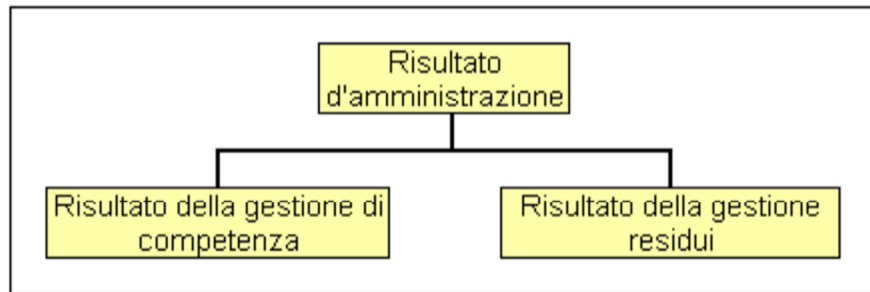 Risultato
d'amministrazione
Risultato della gestione di
competenza
Risultato della gestione
residui